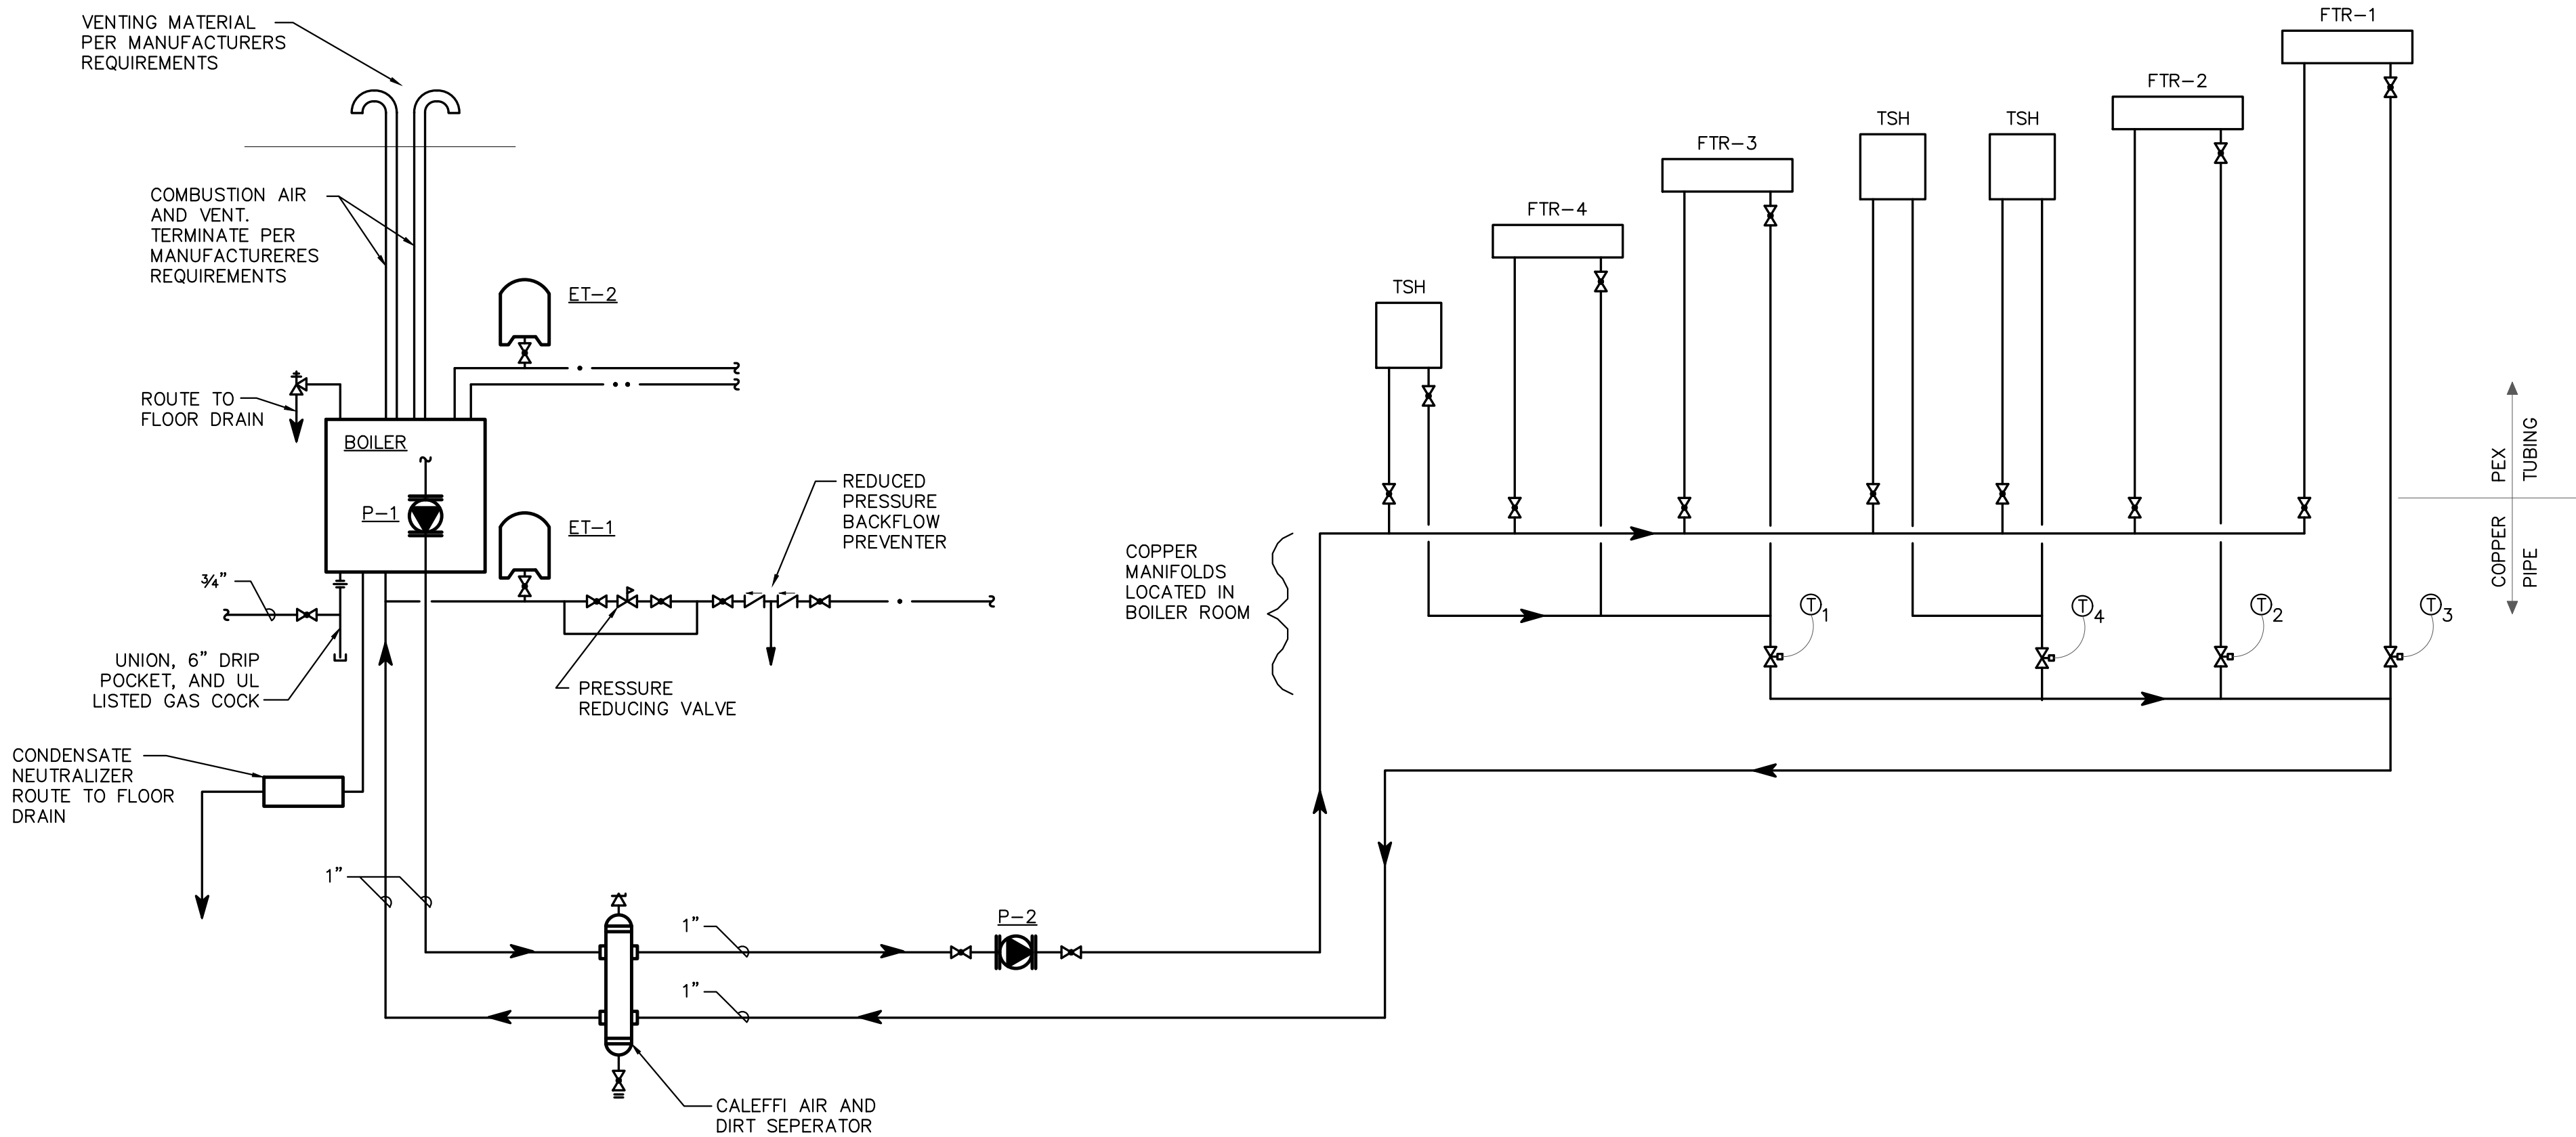 VENTING MATERIAL
PER MANUFACTURERS
REQUIREMENTS
COMBUSTION AIR
AND VENT.
TERMINATE PER
MANUFACTURERES
REQUIREMENTS
ET-2
ROUTE TO
FLOOR DRAIN
BOILER
P-1
ET-1
REDUCED
PRESSURE
BACKFLOW
PREVENTER
3/4"
UNION, 6" DRIP
POCKET, AND UL
LISTED GAS COCK
PRESSURE
REDUCING VALVE
CONDENSATE
NEUTRALIZER
ROUTE TO FLOOR
DRAIN
1"
1"
1"
P-2
CALEFFI AIR AND
DIRT SEPERATOR
COPPER
MANIFOLDS
LOCATED IN
BOILER ROOM
TSH
FTR-4
FTR-3
TSH
TSH
FTR-2
FTR-1
T1
T4
T2
T3
PEX
TUBING
COPPER
PIPE